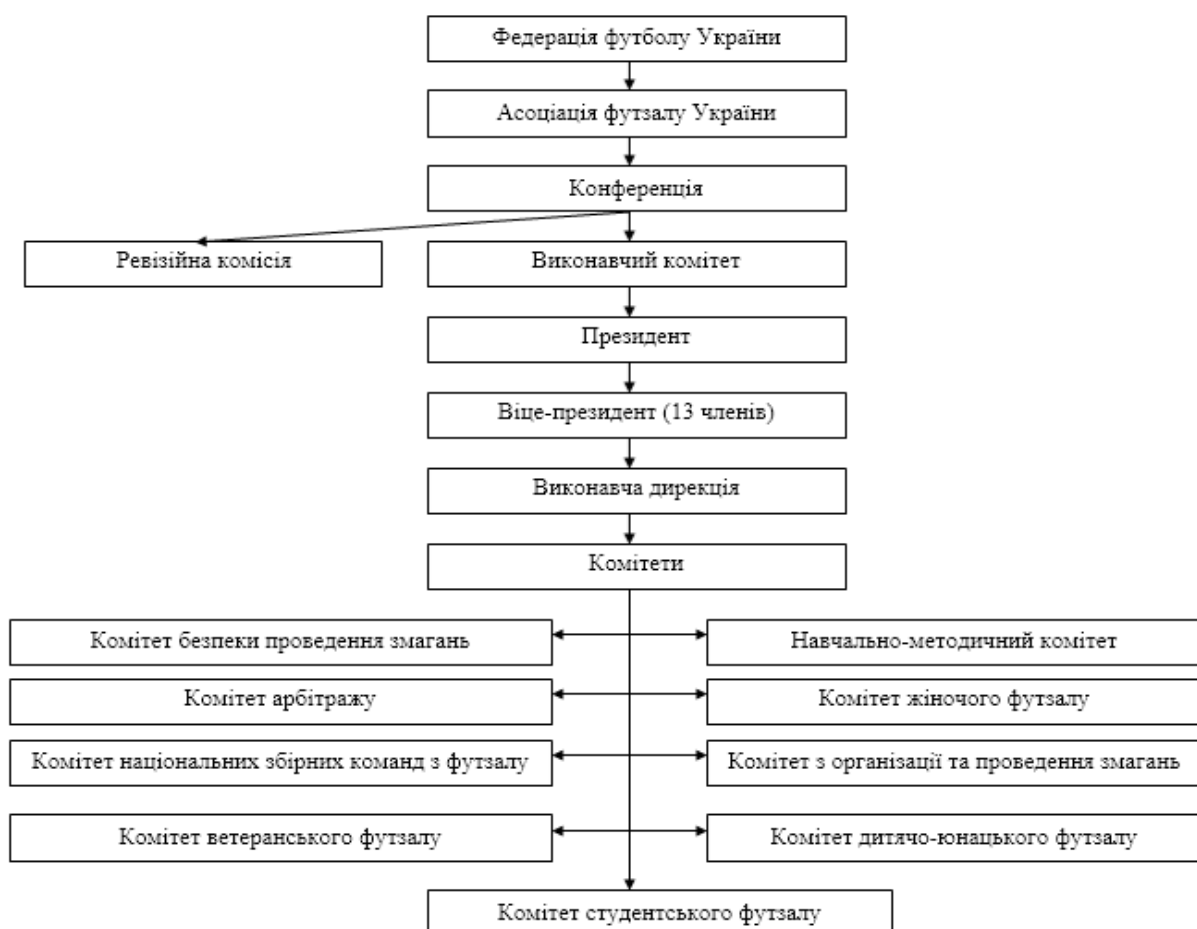 Федерація футболу України
Асоціація футзалу України
Конференція
Ревізійна комісія
Виконавчий комітет
Президент
Віце-президент (13 членів)
Виконавча дирекція
Комітети
Комітет безпеки проведення змагань
Навчально-методичний комітет
Комітет арбітражу
Комітет жіночого футзалу
Комітет національних збірних команд з футзалу
Комітет з організації та проведення змагань
Комітет ветеранського футзалу
Комітет дитячо-юнацького футзалу
Комітет студентського футзалу